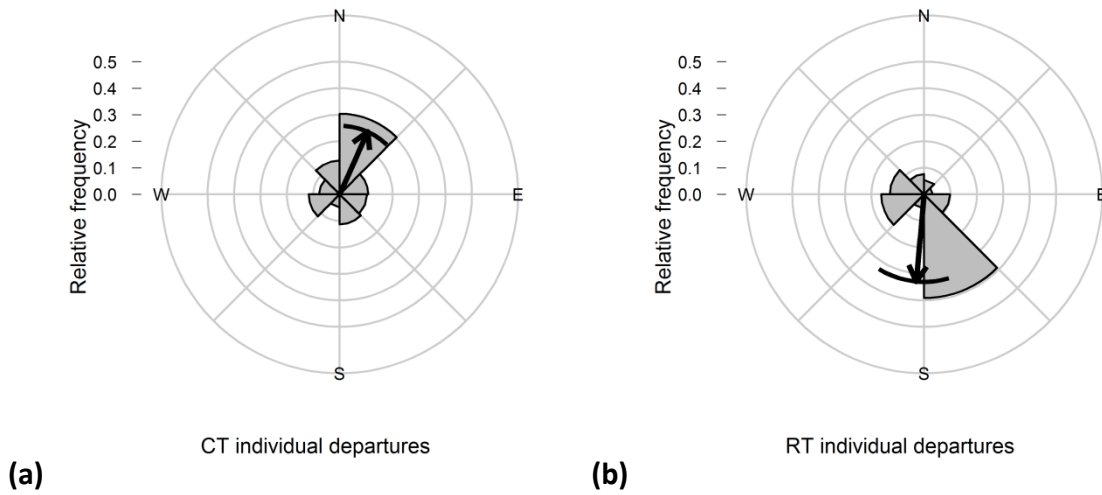 N
0.5
0.4
0.3
0.2
0.1
0.0
Relative frequency
W
E
S
CT individual departures
(a)
N
0.5
0.4
0.3
0.2
0.1
0.0
Relative frequency
W
E
S
RT individual departures
(b)